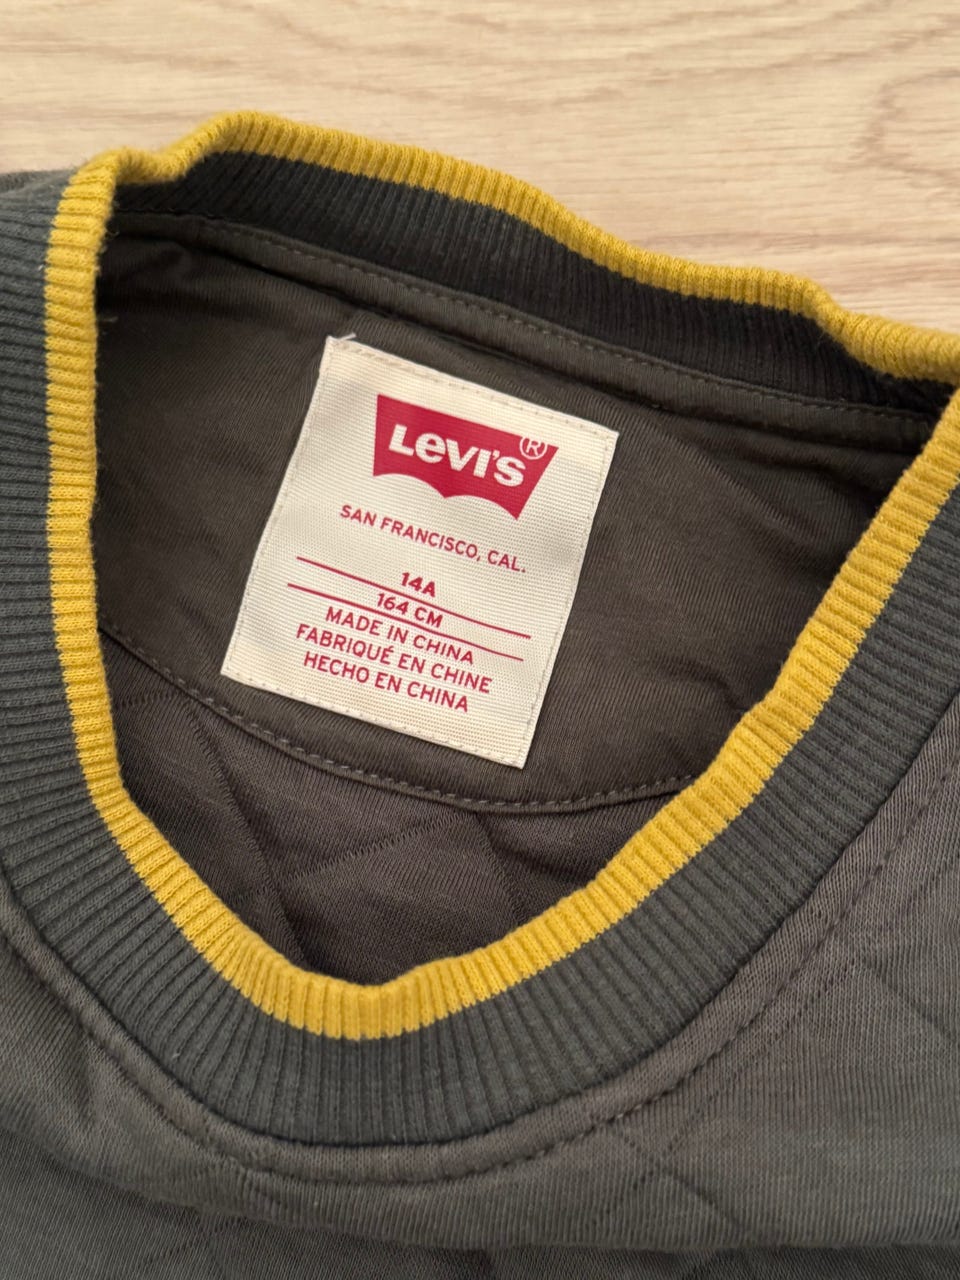 Levi's®
SAN FRANCISCO, CAL.
14A
164 CM
MADE IN CHINA
FABRIQUÉ EN CHINE
HECHO EN CHINA